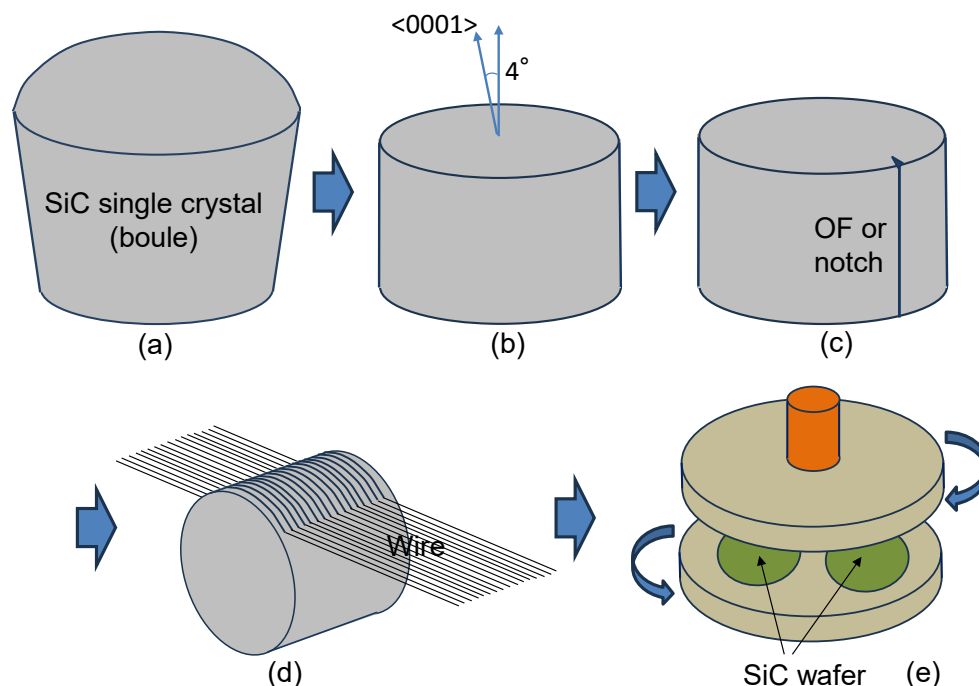 <0001>
4°
SiC single crystal
(boule)
OF or
notch
(a)
(b)
(c)
Wire
(d)
SiC wafer
(e)